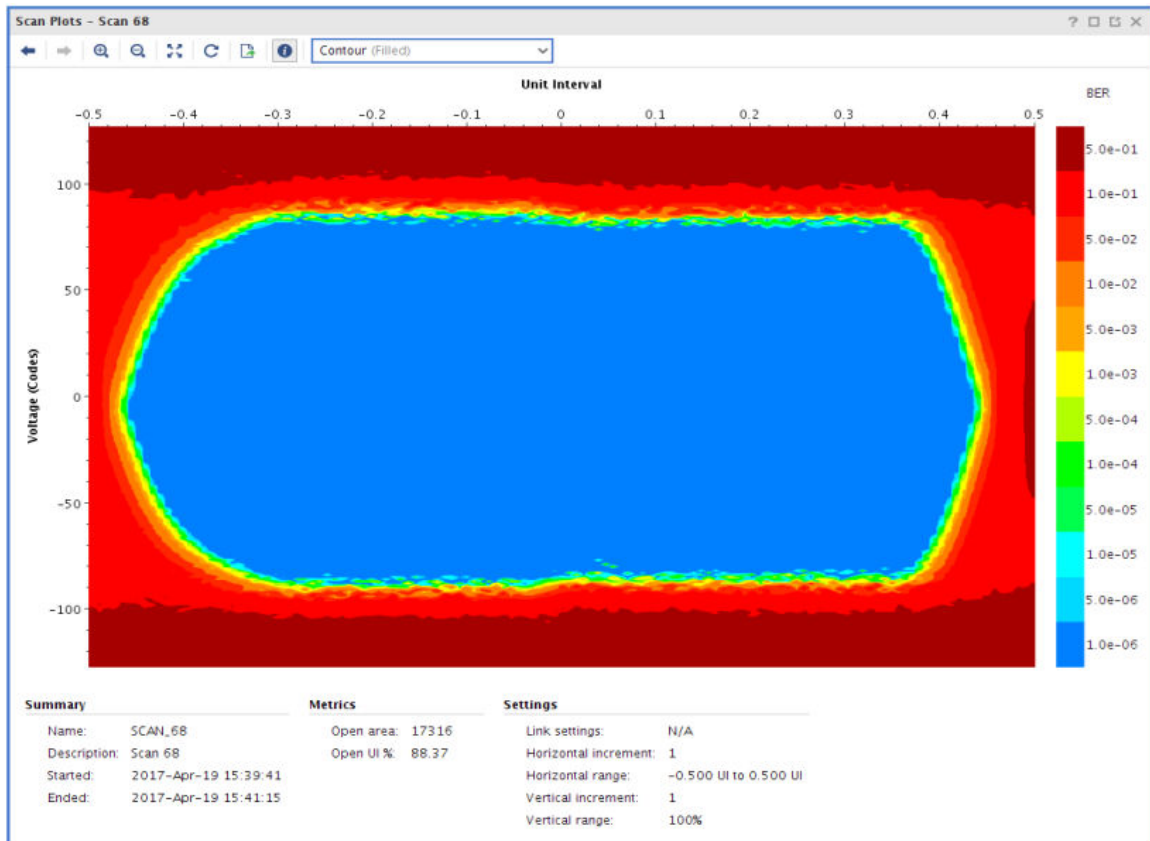 Scan Plots - Scan 68
Contour (Filled)
Unit Interval
BER
-0.5 -0.4 -0.3 -0.2 -0.1 0 0.1 0.2 0.3 0.4 0.5
Voltage (Codes)
100
50
0
-50
-100
5.0e-01
1.0e-01
5.0e-02
1.0e-02
5.0e-03
1.0e-03
5.0e-04
1.0e-04
5.0e-05
1.0e-05
5.0e-06
1.0e-06
Summary
Name: SCAN_68
Description: Scan 68
Started: 2017-Apr-19 15:39:41
Ended: 2017-Apr-19 15:41:15
Metrics
Open area: 17316
Open UI %: 88.37
Settings
Link settings: N/A
Horizontal increment: 1
Horizontal range: -0.500 UI to 0.500 UI
Vertical increment: 1
Vertical range: 100%